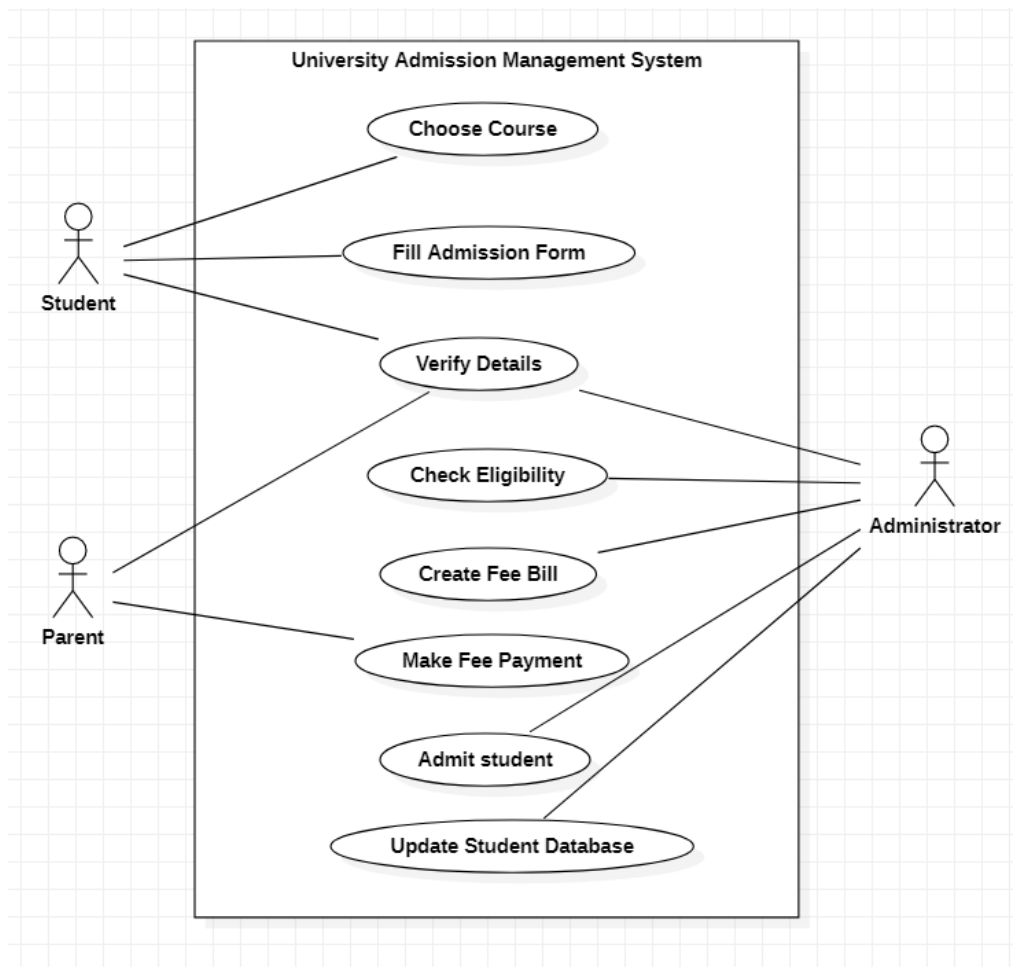 University Admission Management System
Choose Course
Fill Admission Form
Student
Verify Details
Check Eligibility
Administrator
Create Fee Bill
Parent
Make Fee Payment
Admit student
Update Student Database